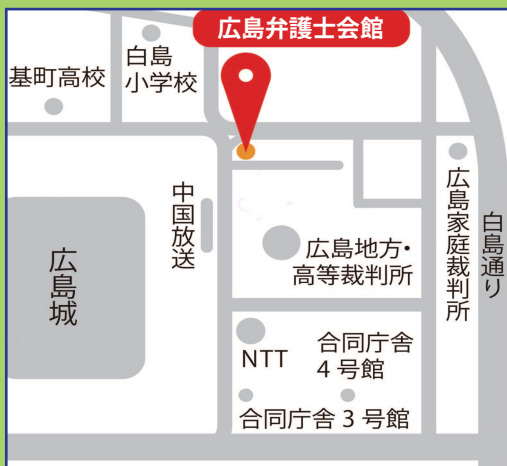 広島弁護士会館
白島
小学校
基町高校
中国放送
広島家庭裁判所
白島通り
広島城
広島地方・
高等裁判所
NTT
合同庁舎
4号館
合同庁舎3号館